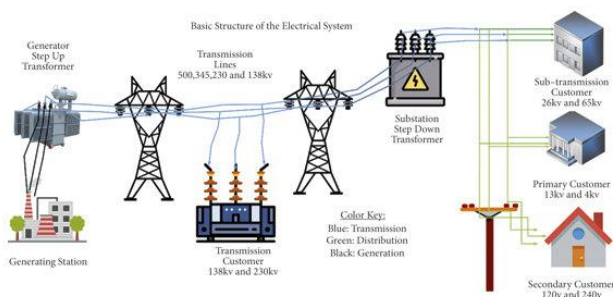 Basic Structure of the Electrical System
Generator
Step Up
Transformer
Transmission
Lines
500,345,230 and 138kv
Sub-transmission
Customer
26kv and 65kv
Substation
Step Down
Transformer
Primary Customer
13kv and 4kv
Color Key:
Blue: Transmission
Green: Distribution
Black: Generation
Generating Station
Transmission
Customer
138kv and 230kv
Secondary Customer
120v and 240v